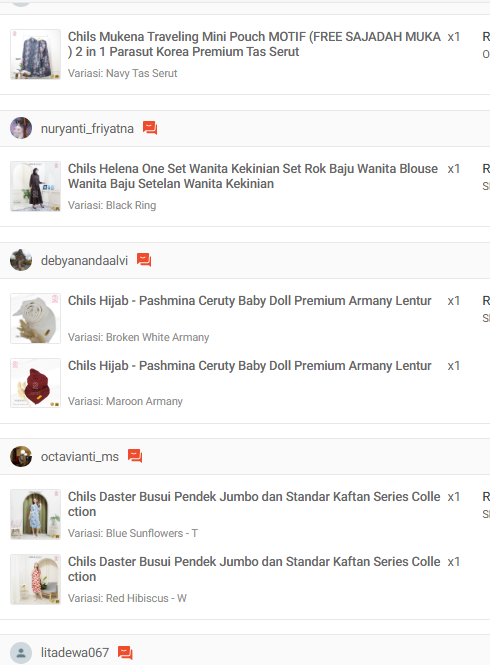 Chils Mukena Traveling Mini Pouch MOTIF (FREE SAJADAH MUKA x1 R
) 2 in 1 Parasut Korea Premium Tas Serut
Variasi: Navy Tas Serut
nuryanti_friyatna
Chils Helena One Set Wanita Kekinian Set Rok Baju Wanita Blouse x1 R
Wanita Baju Setelan Wanita Kekinian
Variasi: Black Ring
debyanandaalvi
Chils Hijab - Pashmina Ceruty Baby Doll Premium Armany Lentur x1 R
Variasi: Broken White Armany
Chils Hijab - Pashmina Ceruty Baby Doll Premium Armany Lentur x1
Variasi: Maroon Armany
octavianti_ms
Chils Daster Busui Pendek Jumbo dan Standar Kaftan Series Colle x1 R
ction
Variasi: Blue Sunflowers - T
Chils Daster Busui Pendek Jumbo dan Standar Kaftan Series Colle x1
ction
Variasi: Red Hibiscus - W
litadewa067